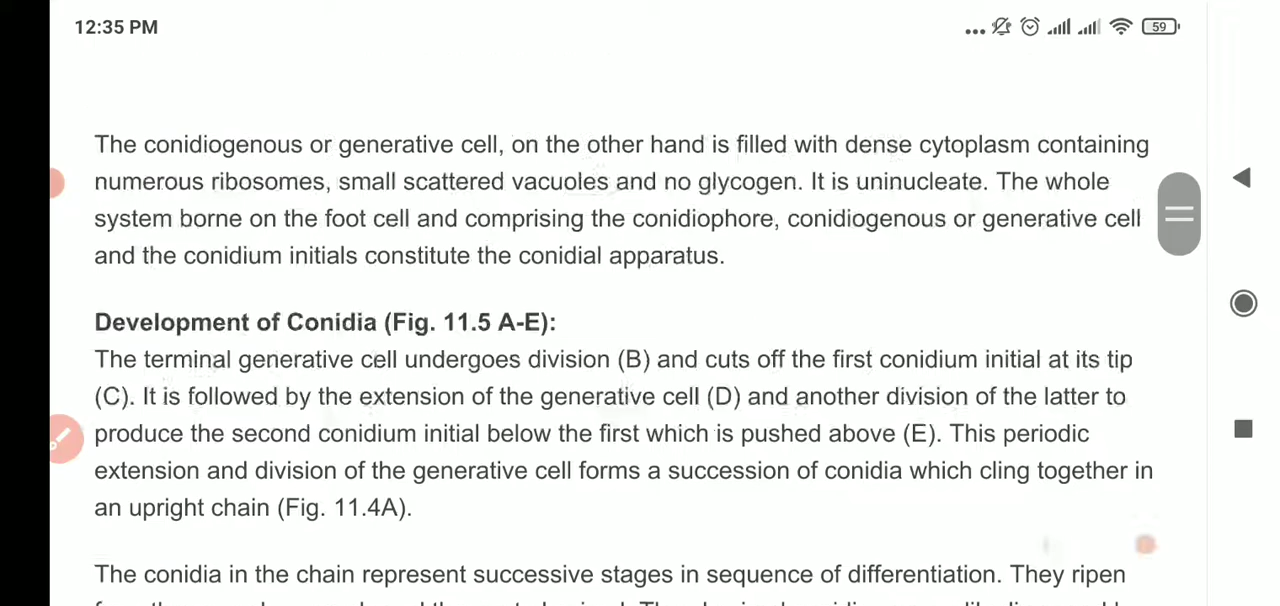 12:35 PM
59
The conidiogenous or generative cell, on the other hand is filled with dense cytoplasm containing
numerous ribosomes, small scattered vacuoles and no glycogen. It is uninucleate. The whole
system borne on the foot cell and comprising the conidiophore, conidiogenous or generative cell
and the conidium initials constitute the conidial apparatus.
Development of Conidia (Fig. 11.5 A-E):
The terminal generative cell undergoes division (B) and cuts off the first conidium initial at its tip
(C). It is followed by the extension of the generative cell (D) and another division of the latter to
produce the second conidium initial below the first which is pushed above (E). This periodic
extension and division of the generative cell forms a succession of conidia which cling together in
an upright chain (Fig. 11.4A).
The conidia in the chain represent successive stages in sequence of differentiation. They ripen